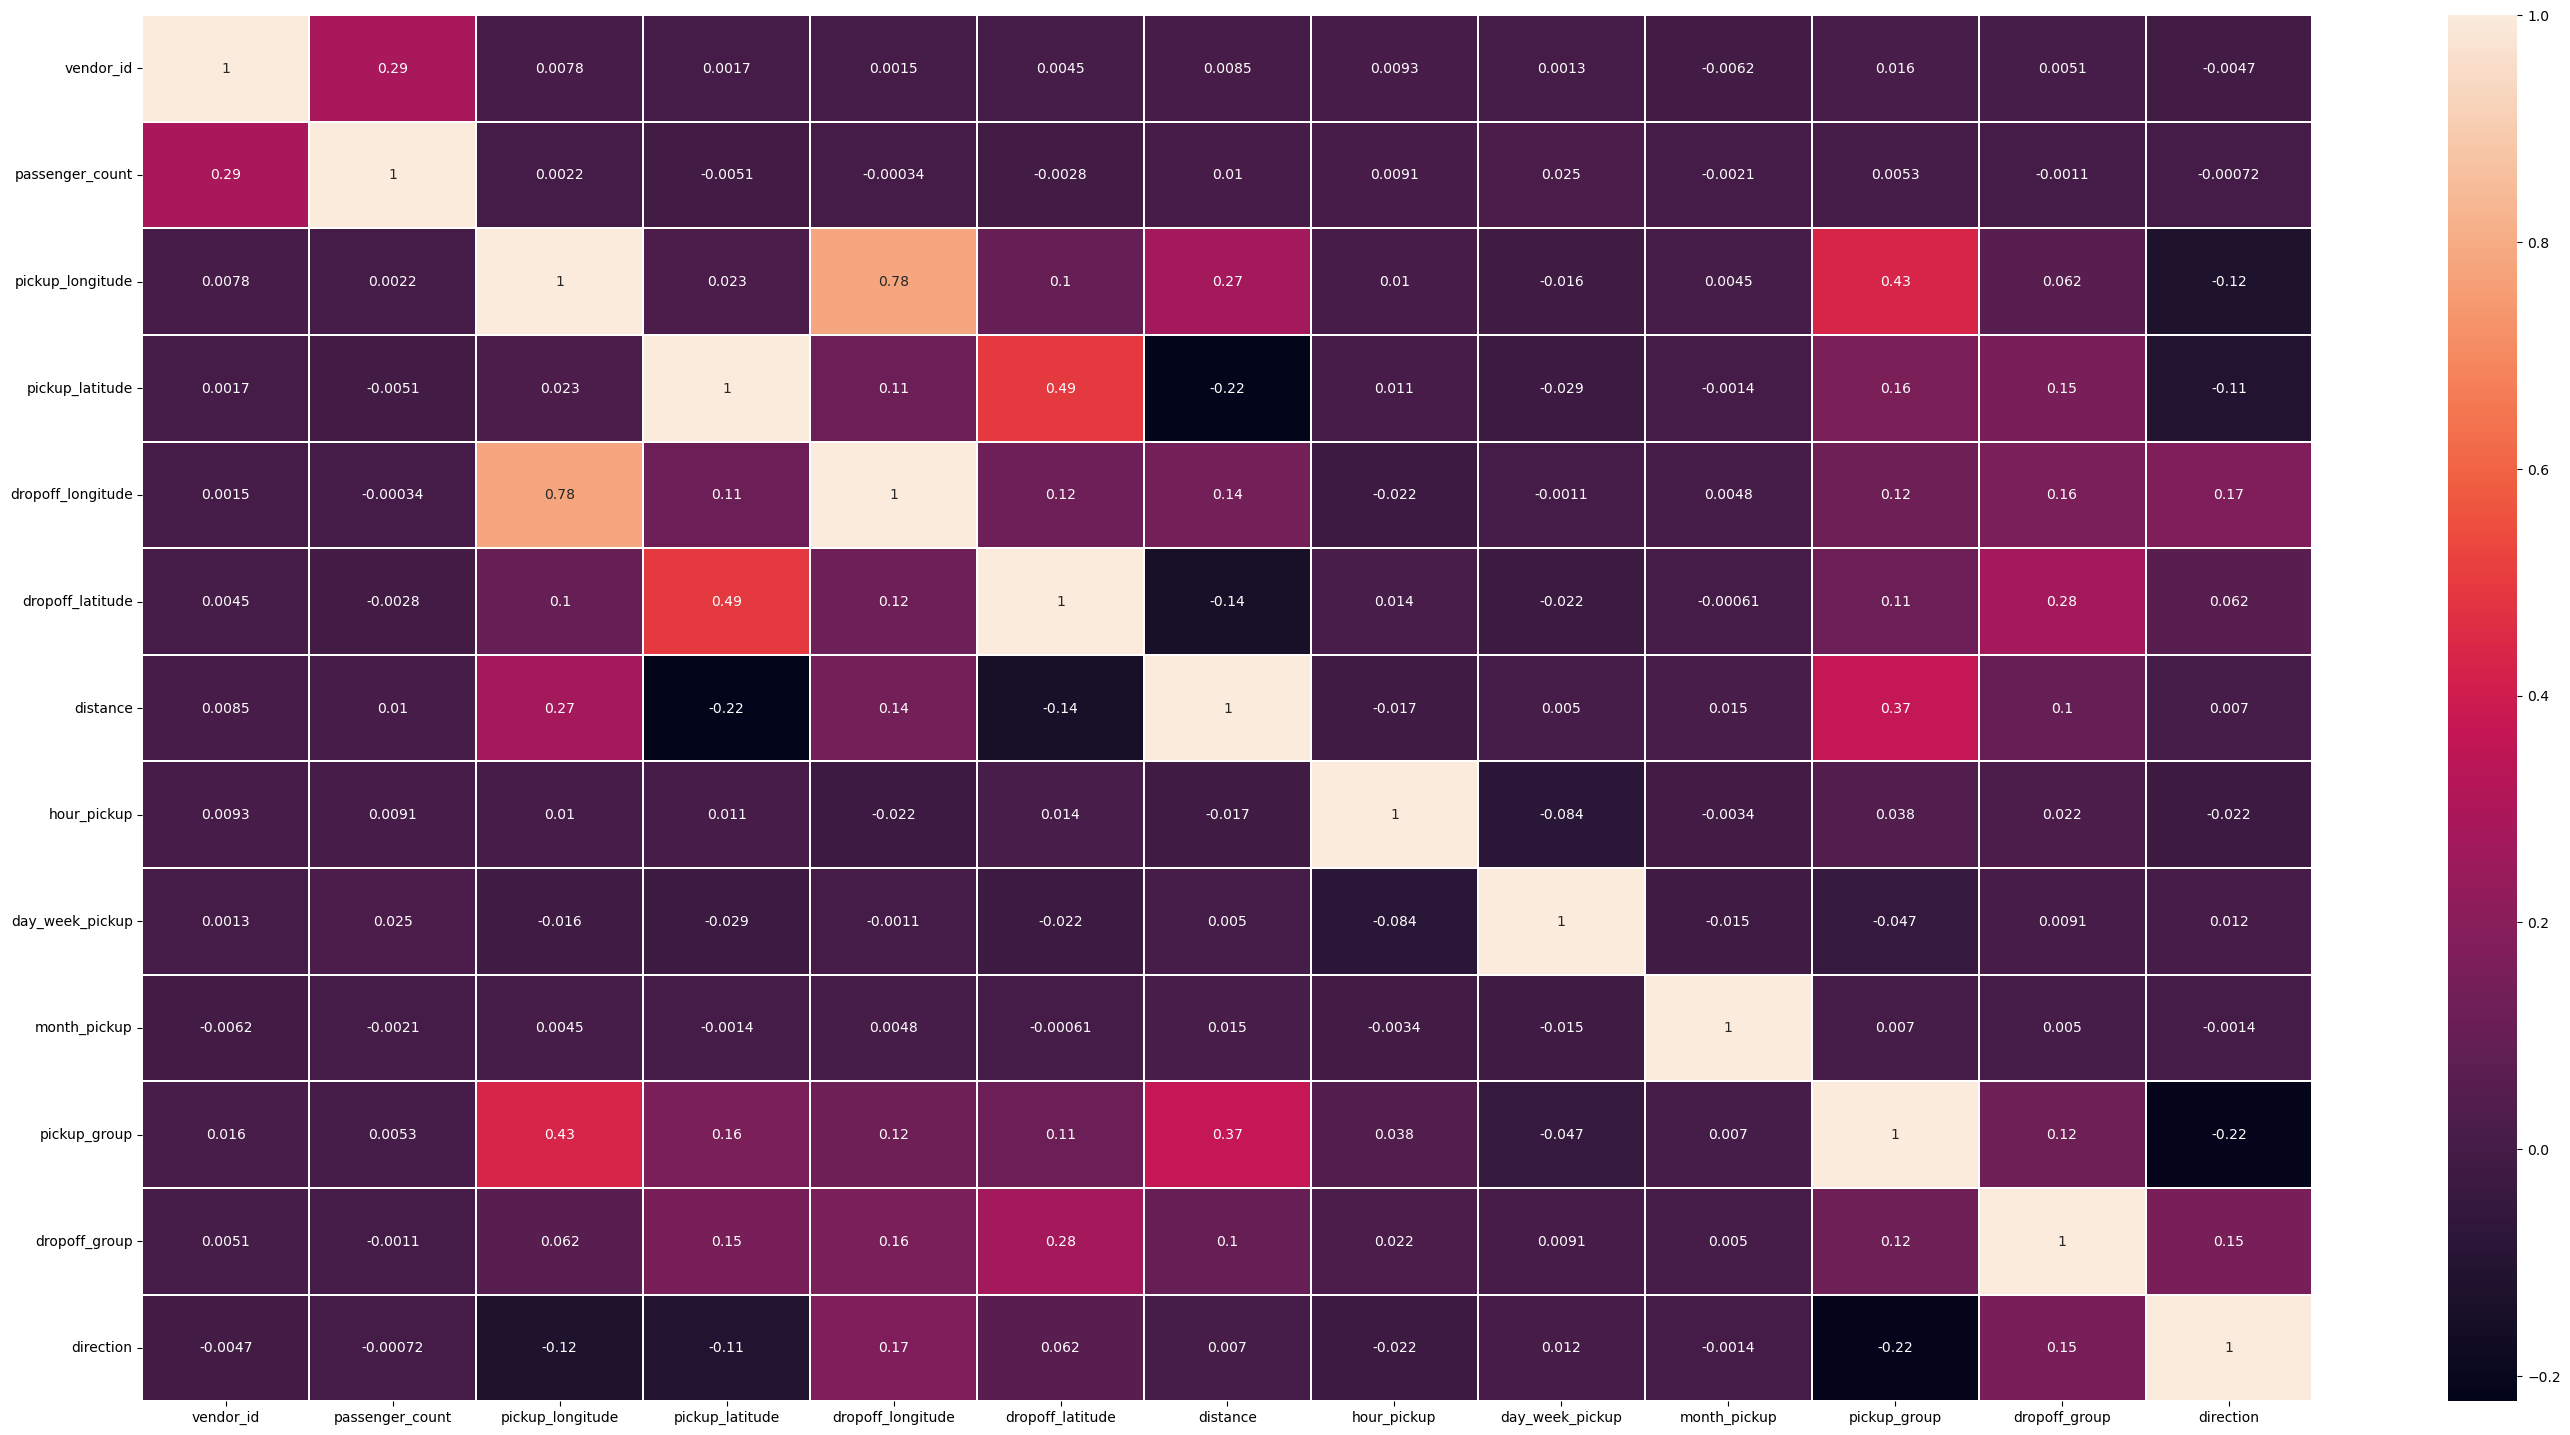 vendor_id 1 0.29 0.0078 0.0017 0.0015 0.0045 0.0085 0.0093 0.0013 -0.0062 0.016 0.0051 -0.0047
passenger_count 0.29 1 0.0022 -0.0051 -0.00034 -0.0028 0.01 0.0091 0.025 -0.0021 0.0053 -0.0011 -0.00072
pickup_longitude 0.0078 0.0022 1 0.023 0.78 0.1 0.27 0.01 -0.016 0.0045 0.43 0.062 -0.12
pickup_latitude 0.0017 -0.0051 0.023 1 0.11 0.49 -0.22 0.011 -0.029 -0.0014 0.16 0.15 -0.11
dropoff_longitude 0.0015 -0.00034 0.78 0.11 1 0.12 0.14 -0.022 -0.0011 0.0048 0.12 0.16 0.17
dropoff_latitude 0.0045 -0.0028 0.1 0.49 0.12 1 -0.14 0.014 -0.022 -0.00061 0.11 0.28 0.062
distance 0.0085 0.01 0.27 -0.22 0.14 -0.14 1 -0.017 0.005 0.015 0.37 0.1 0.007
hour_pickup 0.0093 0.0091 0.01 0.011 -0.022 0.014 -0.017 1 -0.084 -0.0034 0.038 0.022 -0.022
day_week_pickup 0.0013 0.025 -0.016 -0.029 -0.0011 -0.022 0.005 -0.084 1 -0.015 -0.047 0.0091 0.012
month_pickup -0.0062 -0.0021 0.0045 -0.0014 0.0048 -0.00061 0.015 -0.0034 -0.015 1 0.007 0.005 -0.0014
pickup_group 0.016 0.0053 0.43 0.16 0.12 0.11 0.37 0.038 -0.047 0.007 1 0.12 -0.22
dropoff_group 0.0051 -0.0011 0.062 0.15 0.16 0.28 0.1 0.022 0.0091 0.005 0.12 1 0.15
direction -0.0047 -0.00072 -0.12 -0.11 0.17 0.062 0.007 -0.022 0.012 -0.0014 -0.22 0.15 1
vendor_id passenger_count pickup_longitude pickup_latitude dropoff_longitude dropoff_latitude distance hour_pickup day_week_pickup month_pickup pickup_group dropoff_group direction
1.0
0.8
0.6
0.4
0.2
0.0
−0.2